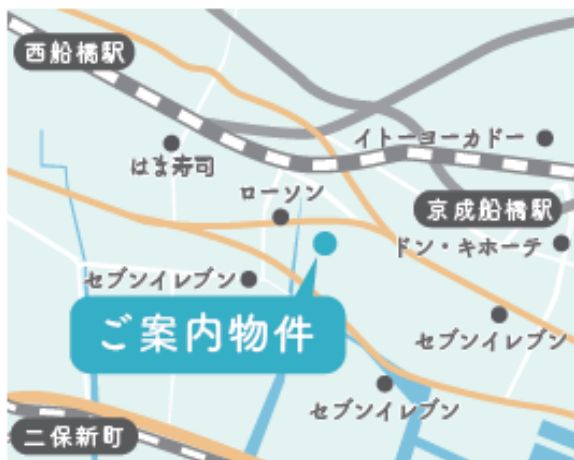 西船橋駅
イトーヨーカドー
はま寿司
ローソン
京成船橋駅
ドン・キホーテ
セブンイレブン
ご案内物件
セブンイレブン
セブンイレブン
二保新町